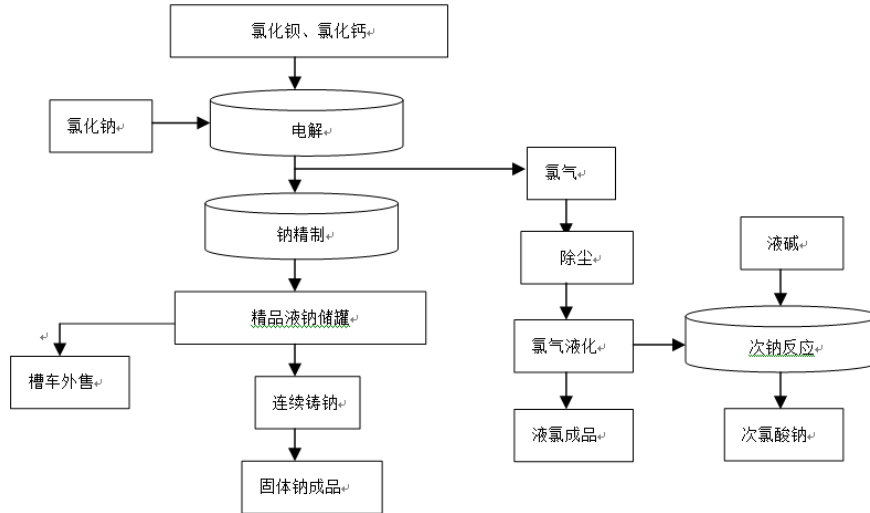 氯化钡、氯化钙
氯化钠
电解
氯气
钠精制
液碱
除尘
精品液钠储罐
氯气液化
次钠反应
槽车外售
连续铸钠
液氯成品
次氯酸钠
固体钠成品